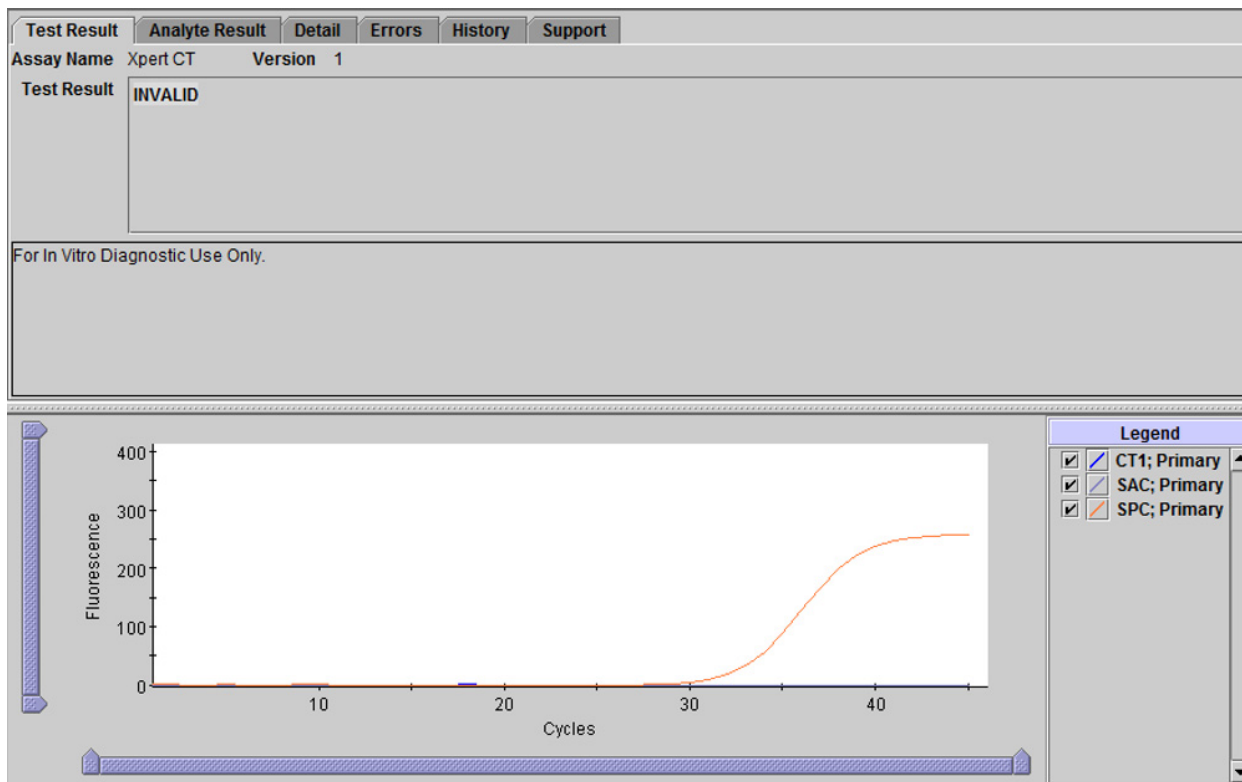 Test Result Analyte Result Detail Errors History Support
Assay Name Xpert CT Version 1
Test Result INVALID
For In Vitro Diagnostic Use Only.
Legend
CT1; Primary
SAC; Primary
SPC; Primary
400
300
200
100
0
Fluorescence
10 20 30 40
Cycles